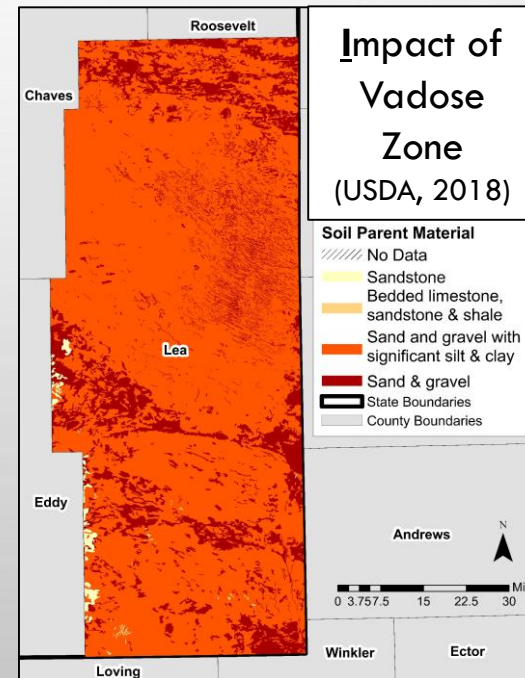 Roosevelt
Chaves
Impact of
Vadose
Zone
(USDA, 2018)
Soil Parent Material
No Data
Sandstone
Bedded limestone,
sandstone & shale
Sand and gravel with
significant silt & clay
Sand & gravel
State Boundaries
County Boundaries
Lea
Eddy
Andrews
N
Mi
0 3.75 7.5 15 22.5 30
Loving
Winkler
Ector